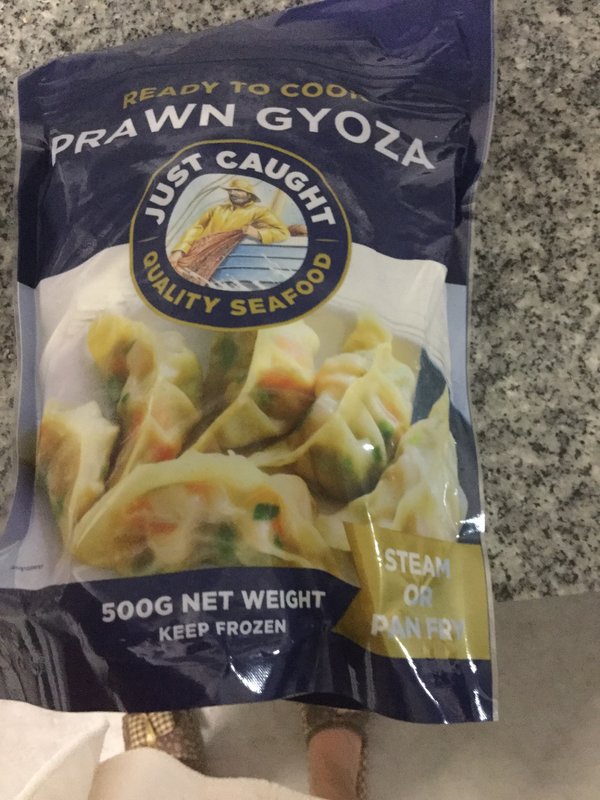 READY TO COOK
PRAWN GYOZA
JUST CAUGHT
QUALITY SEAFOOD
500G NET WEIGHT
KEEP FROZEN
STEAM
OR
PAN FRY